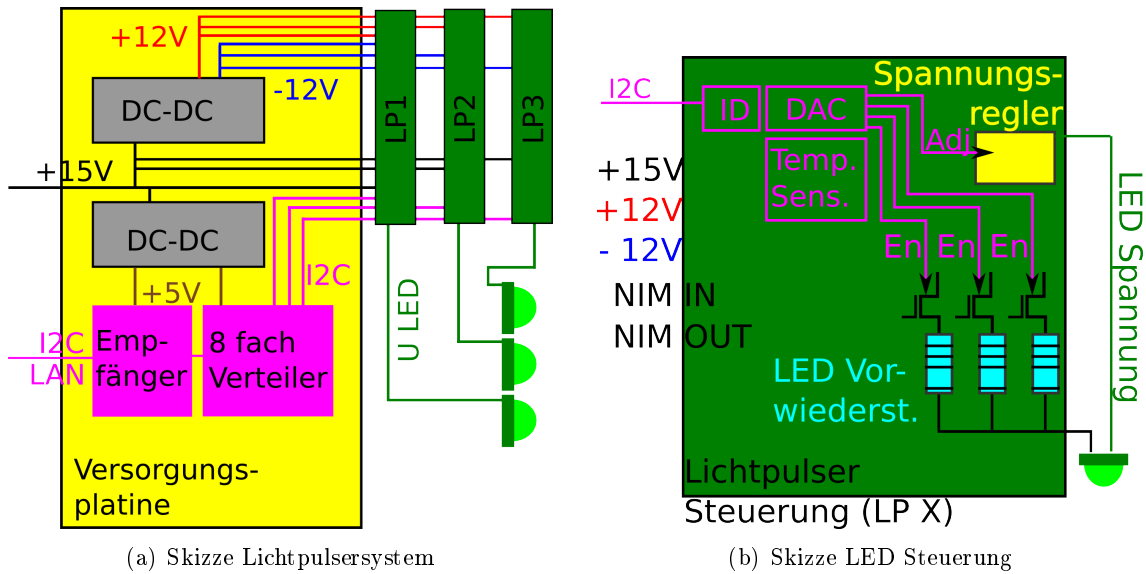 +12V
-12V
DC-DC
LP1
LP2
LP3
+15V
DC-DC
I2C
+5V
I2C
LAN
Emp-
fänger
8 fach
Verteiler
U LED
Versorgungs-
platine
(a) Skizze Lichtpulsersystem
I2C
ID
DAC
Spannungs-
regler
Adj
Temp.
Sens.
+15V
+12V
- 12V
En
En
En
NIM IN
NIM OUT
LED Vor-
wiederst.
LED Spannung
Lichtpulser
Steuerung (LP X)
(b) Skizze LED Steuerung